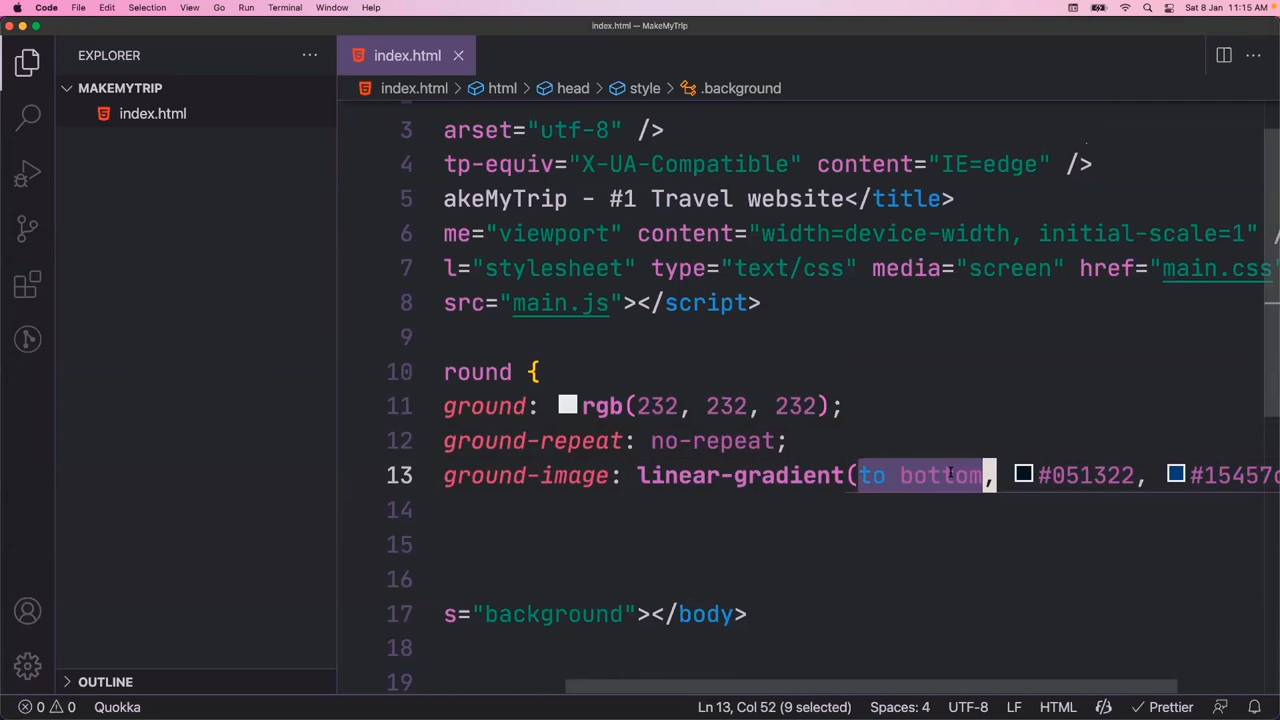 Code File Edit Selection View Go Run Terminal Window Help Sat 8 Jan 11:15 AM
index.html — MakeMyTrip
EXPLORER
index.html
MAKEMYTRIP
index.html
index.html > html > head > style > .background
3 arset="utf-8" />
4 tp-equiv="X-UA-Compatible" content="IE=edge" />
5 akeMyTrip - #1 Travel website</title>
6 me="viewport" content="width=device-width, initial-scale=1" /
7 l="stylesheet" type="text/css" media="screen" href="main.css
8 src="main.js"></script>
9
10 round {
11 ground: rgb(232, 232, 232);
12 ground-repeat: no-repeat;
13 ground-image: linear-gradient(to bottom, #051322, #15457c
14
15
16
17 s="background"></body>
18
19
OUTLINE
0 0 Quokka Ln 13, Col 52 (9 selected) Spaces: 4 UTF-8 LF HTML Prettier